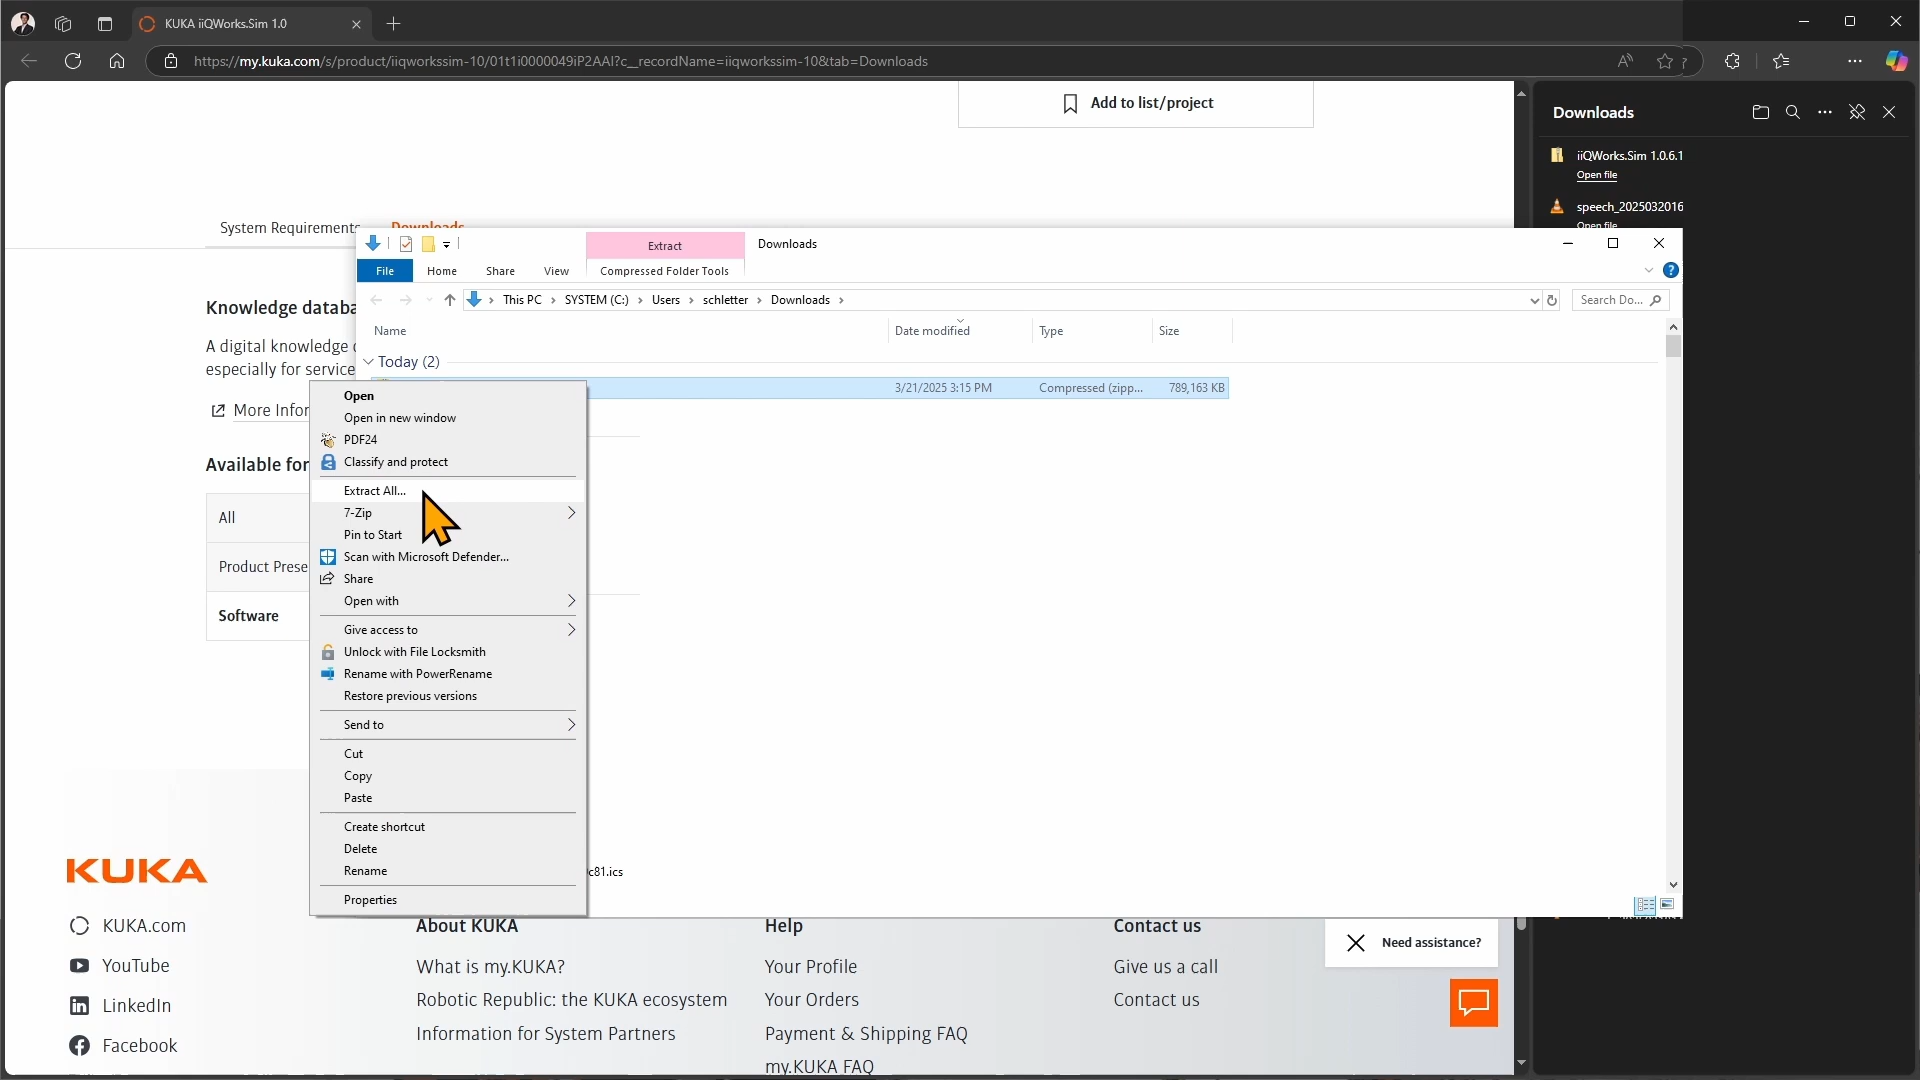 KUKA iiQWorks.Sim 1.0
https://my.kuka.com/s/product/iiqworkssim-10/01t1i0000049iP2AAI?c__recordName=iiqworkssim-10&tab=Downloads
Add to list/project
Downloads
iiQWorks.Sim 1.0.6.1
Open file
speech_2025032016
Open file
System Requirements
Downloads
Extract
Downloads
File
Home
Share
View
Compressed Folder Tools
This PC
SYSTEM (C:)
Users
schletter
Downloads
Search Do...
Name
Date modified
Type
Size
Today (2)
3/21/2025 3:15 PM
Compressed (zipp...
789,163 KB
Knowledge databa
A digital knowledge
especially for service
More Infor
Available for
All
Product Prese
Software
Open
Open in new window
PDF24
Classify and protect
Extract All...
7-Zip
Pin to Start
Scan with Microsoft Defender...
Share
Open with
Give access to
Unlock with File Locksmith
Rename with PowerRename
Restore previous versions
Send to
Cut
Copy
Paste
Create shortcut
Delete
Rename
Properties
c81.ics
KUKA
KUKA.com
YouTube
LinkedIn
Facebook
About KUKA
What is my.KUKA?
Robotic Republic: the KUKA ecosystem
Information for System Partners
Help
Your Profile
Your Orders
Payment & Shipping FAQ
my.KUKA FAQ
Contact us
Give us a call
Contact us
Need assistance?